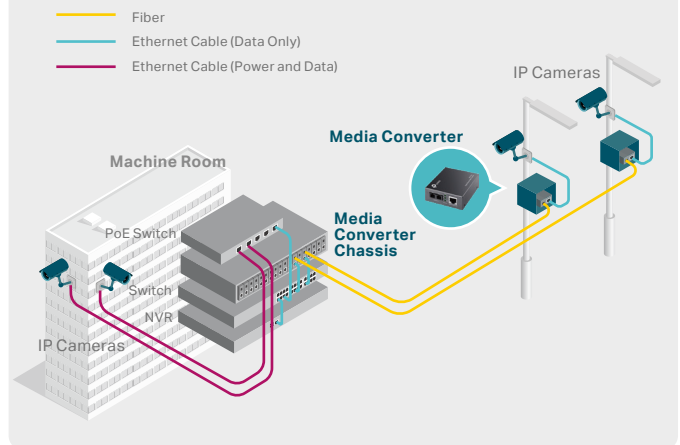 Fiber
Ethernet Cable (Data Only)
Ethernet Cable (Power and Data)
IP Cameras
Media Converter
Machine Room
PoE Switch
Media
Converter
Chassis
Switch
NVR
IP Cameras